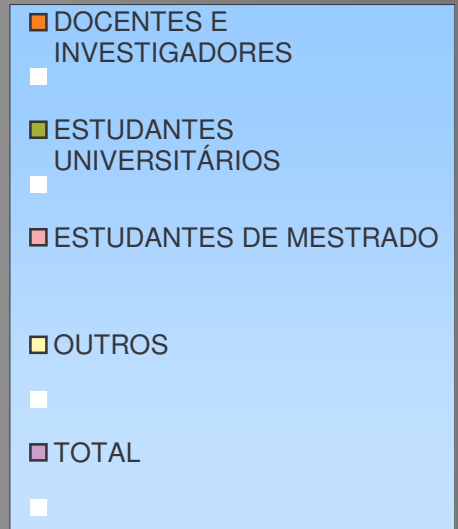 DOCENTES E
INVESTIGADORES
ESTUDANTES
UNIVERSITÁRIOS
ESTUDANTES DE MESTRADO
OUTROS
TOTAL